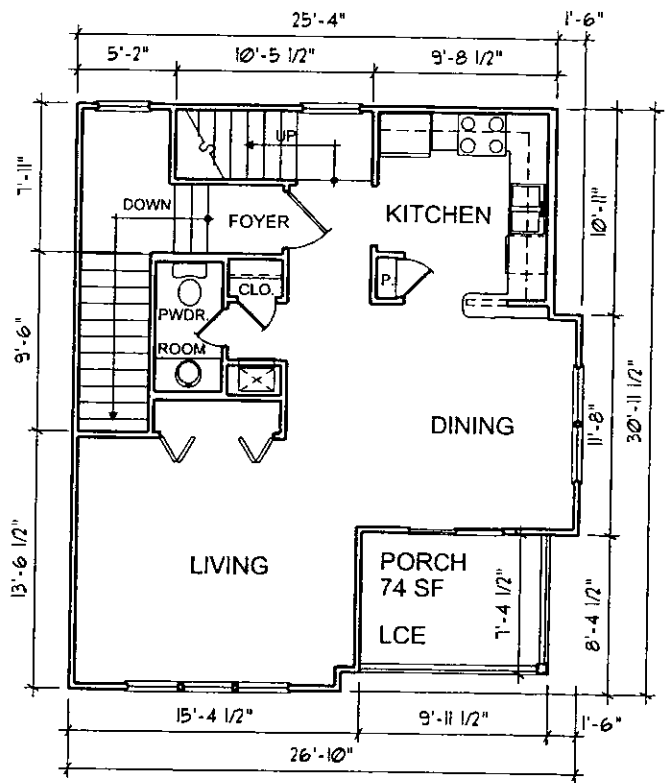 25'-4"
1'-6"
5'-2"
10'-5 1/2"
9'-8 1/2"
7'-11"
UP
DOWN
FOYER
KITCHEN
10'-11"
P.
CLO.
PWDR.
ROOM
9'-6"
X
DINING
11'-8"
30'-11 1/2"
LIVING
PORCH
74 SF
LCE
7'-4 1/2"
13'-6 1/2"
8'-4 1/2"
15'-4 1/2"
9'-11 1/2"
1'-6"
26'-10"